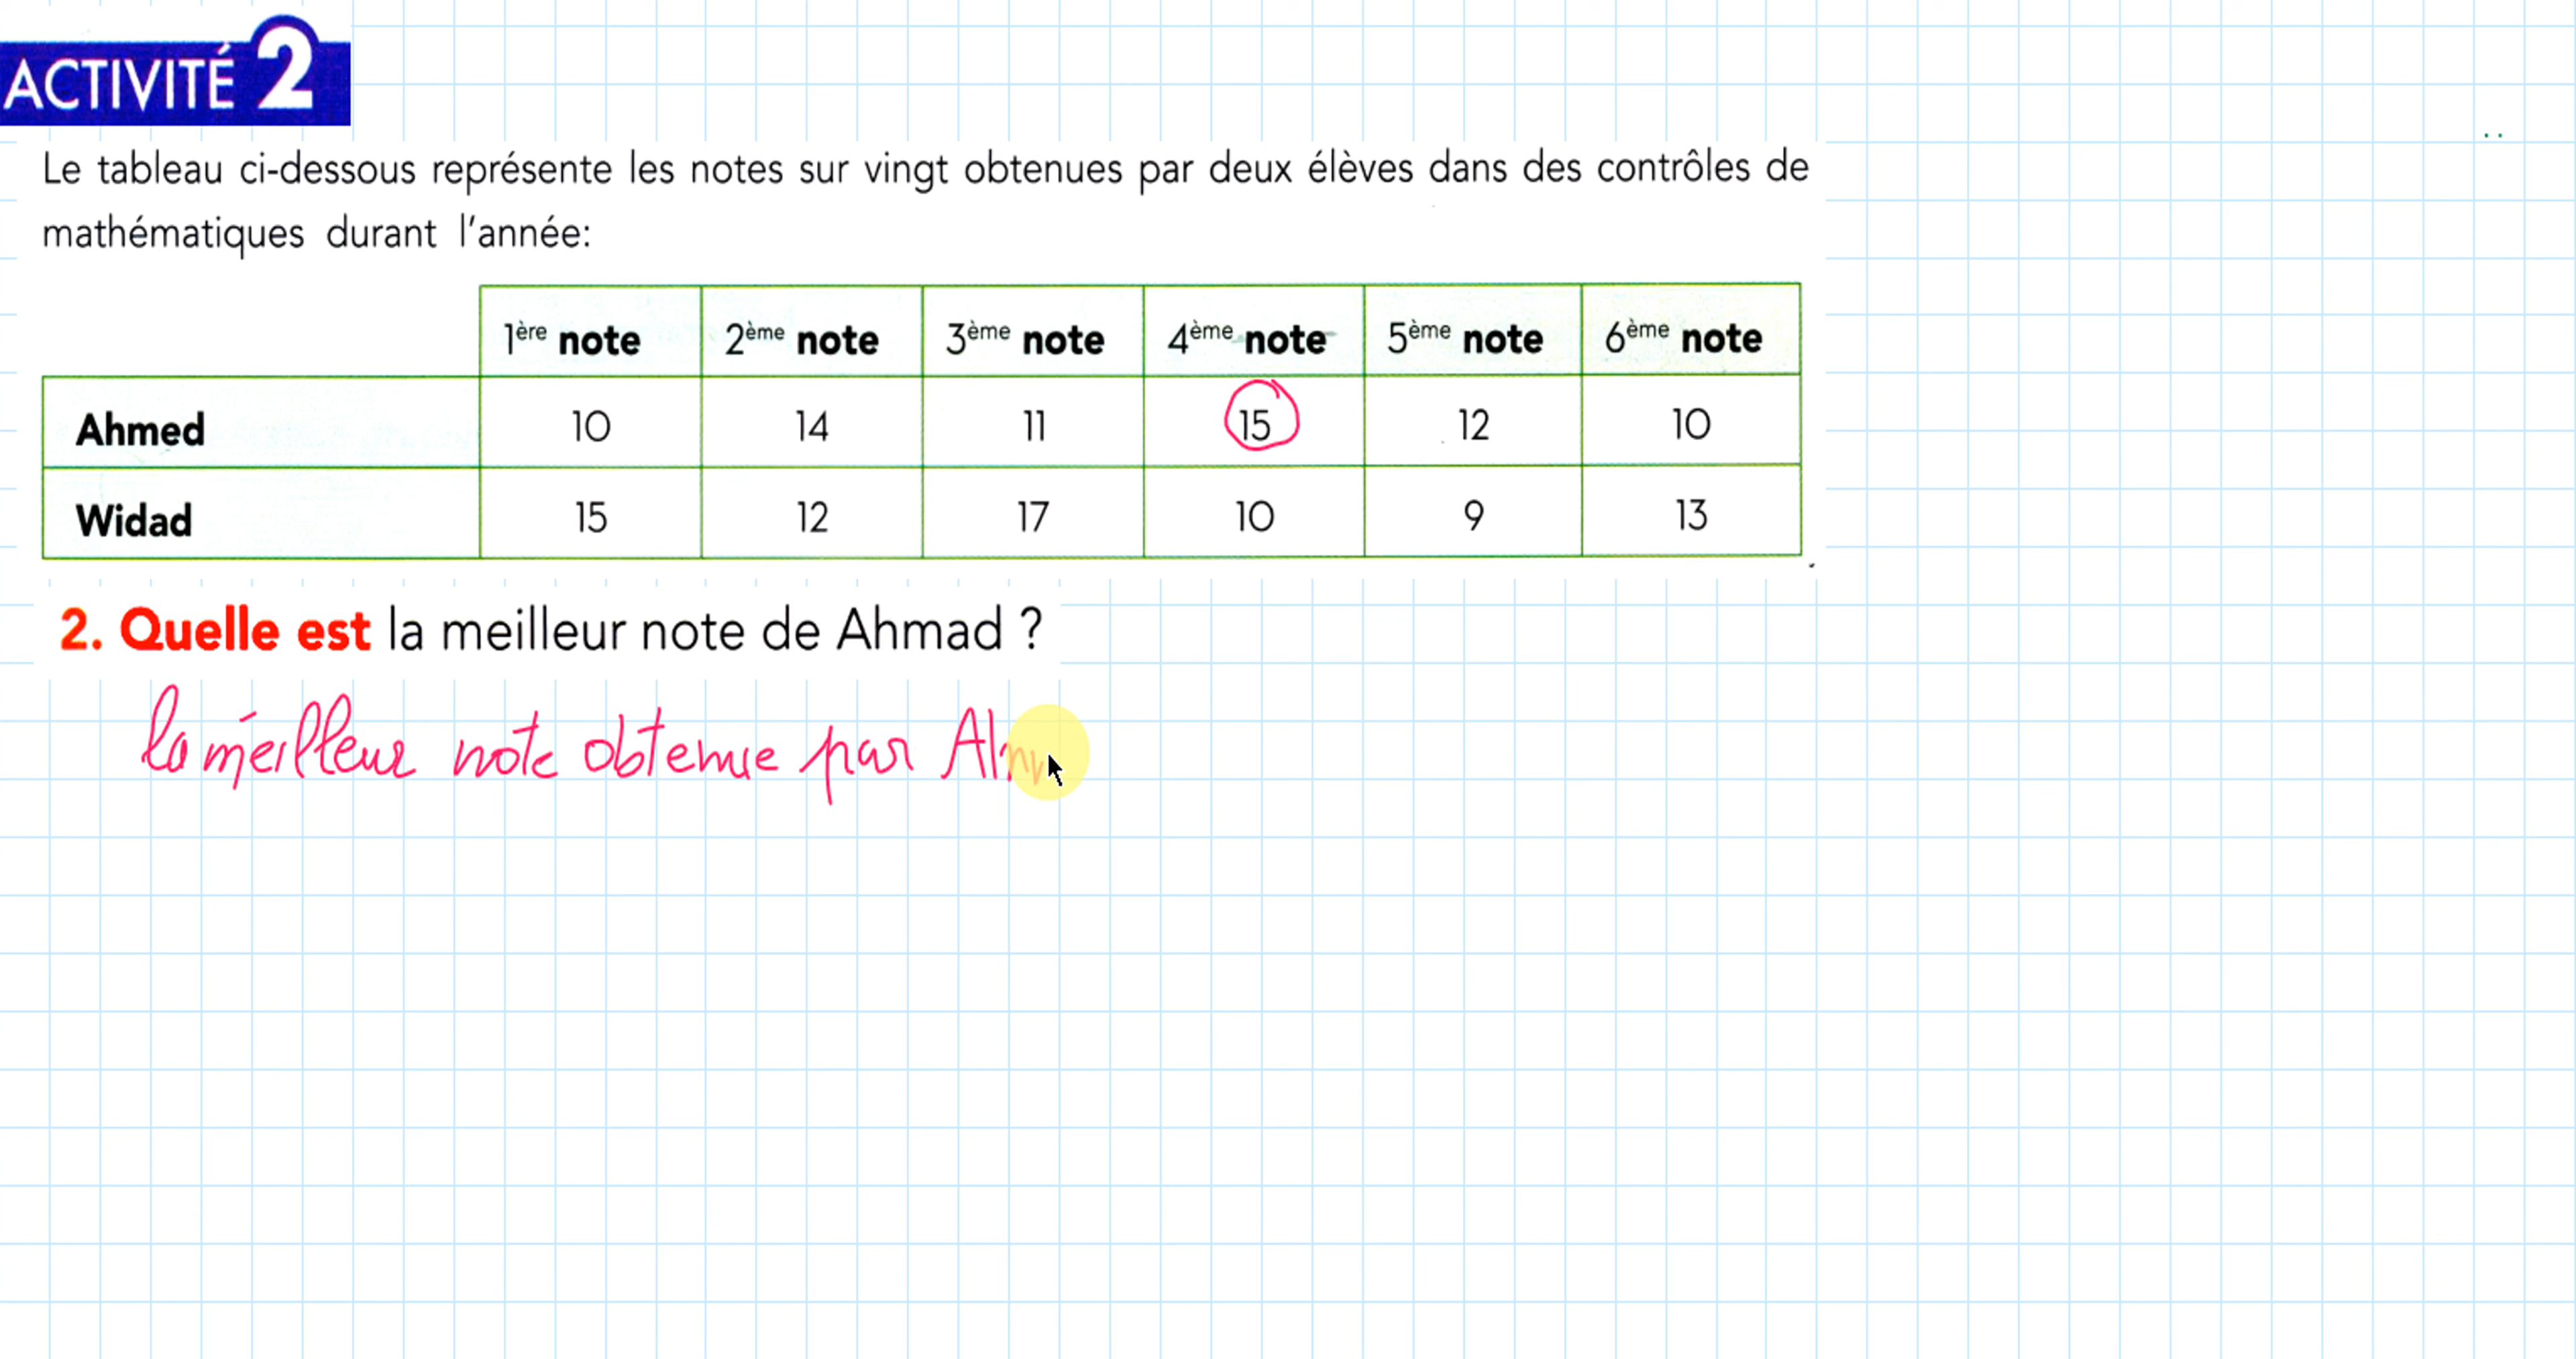 ACTIVITÉ 2
Le tableau ci-dessous représente les notes sur vingt obtenues par deux élèves dans des contrôles de
mathématiques durant l'année:
1ère note 2ème note 3ème note 4ème note 5ème note 6ème note
Ahmed 10 14 11 15 12 10
Widad 15 12 17 10 9 13
2. Quelle est la meilleur note de Ahmad ?
la meilleur note obtenue par